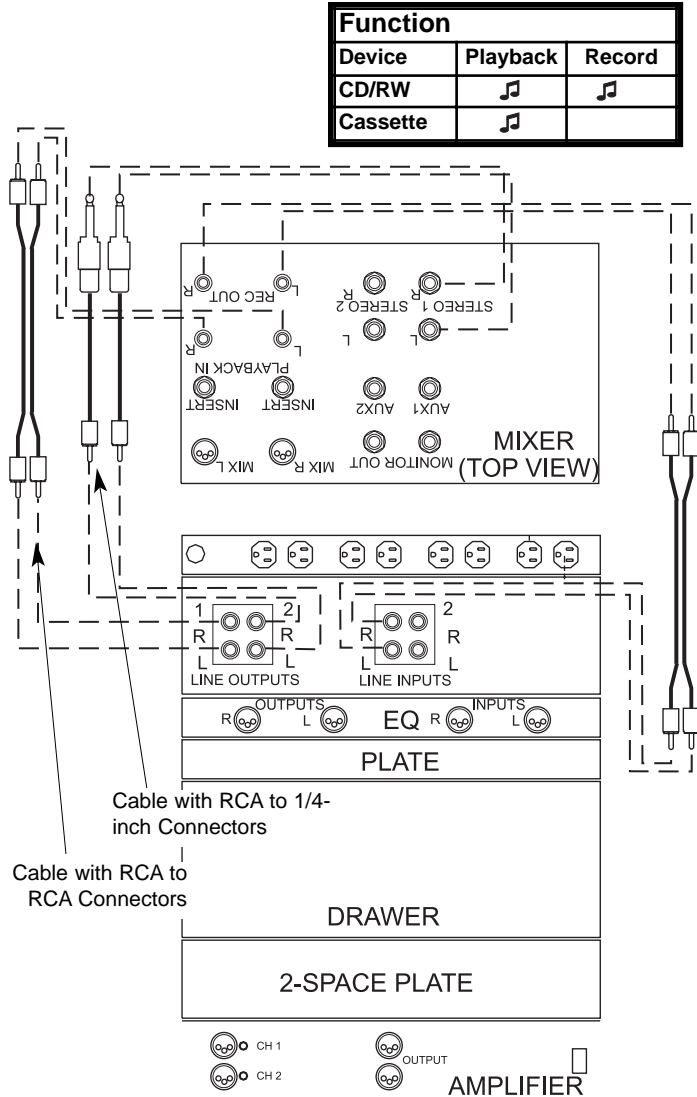 Function
Device Playback Record
CD/RW ♫ ♫
Cassette ♫
R REC OUT L
R STEREO 2
R STEREO 1
L
L
R PLAYBACK IN L
INSERT INSERT AUX2 AUX1
MIX L MIX R MONITOR OUT
MIXER
(TOP VIEW)
1 2
R R
L L
LINE OUTPUTS
2
R R
L L
LINE INPUTS
OUTPUTS INPUTS
R L EQ R L
PLATE
Cable with RCA to 1/4-
inch Connectors
Cable with RCA to
RCA Connectors
DRAWER
2-SPACE PLATE
CH 1
CH 2
OUTPUT
AMPLIFIER